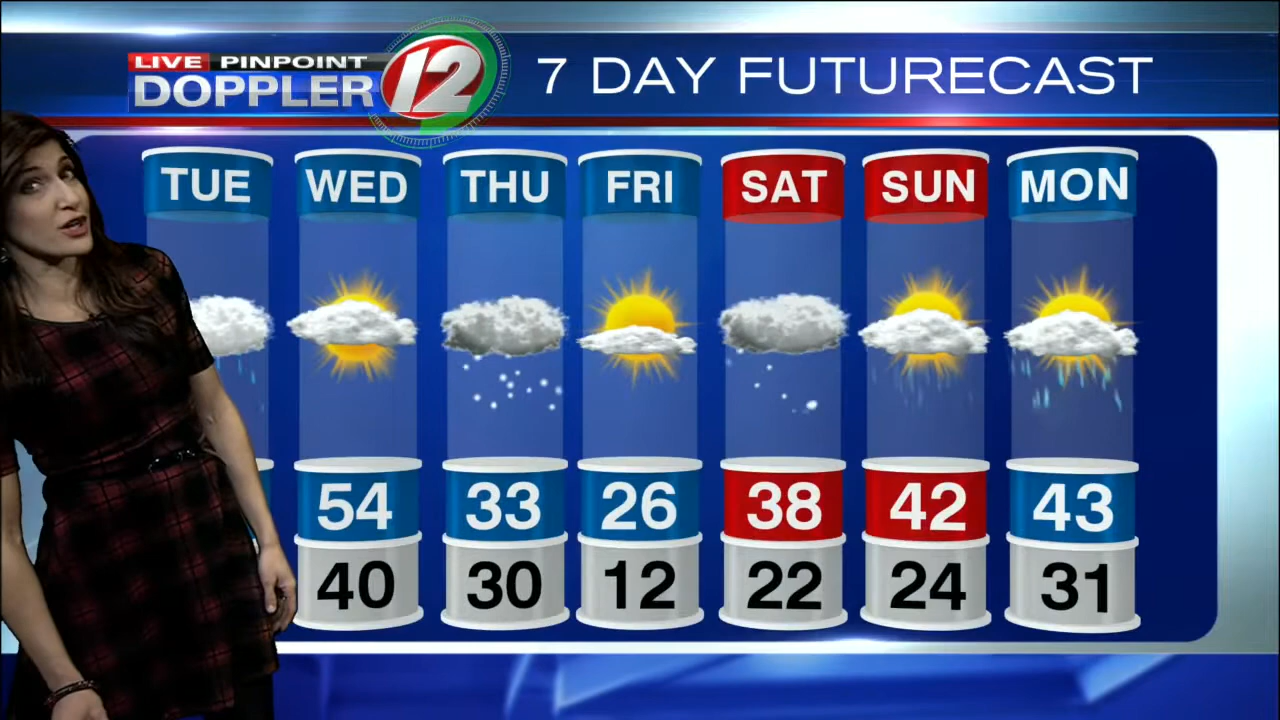 LIVE PINPOINT
DOPPLER 12
7 DAY FUTURECAST
TUE WED THU FRI SAT SUN MON
54 33 26 38 42 43
40 30 12 22 24 31